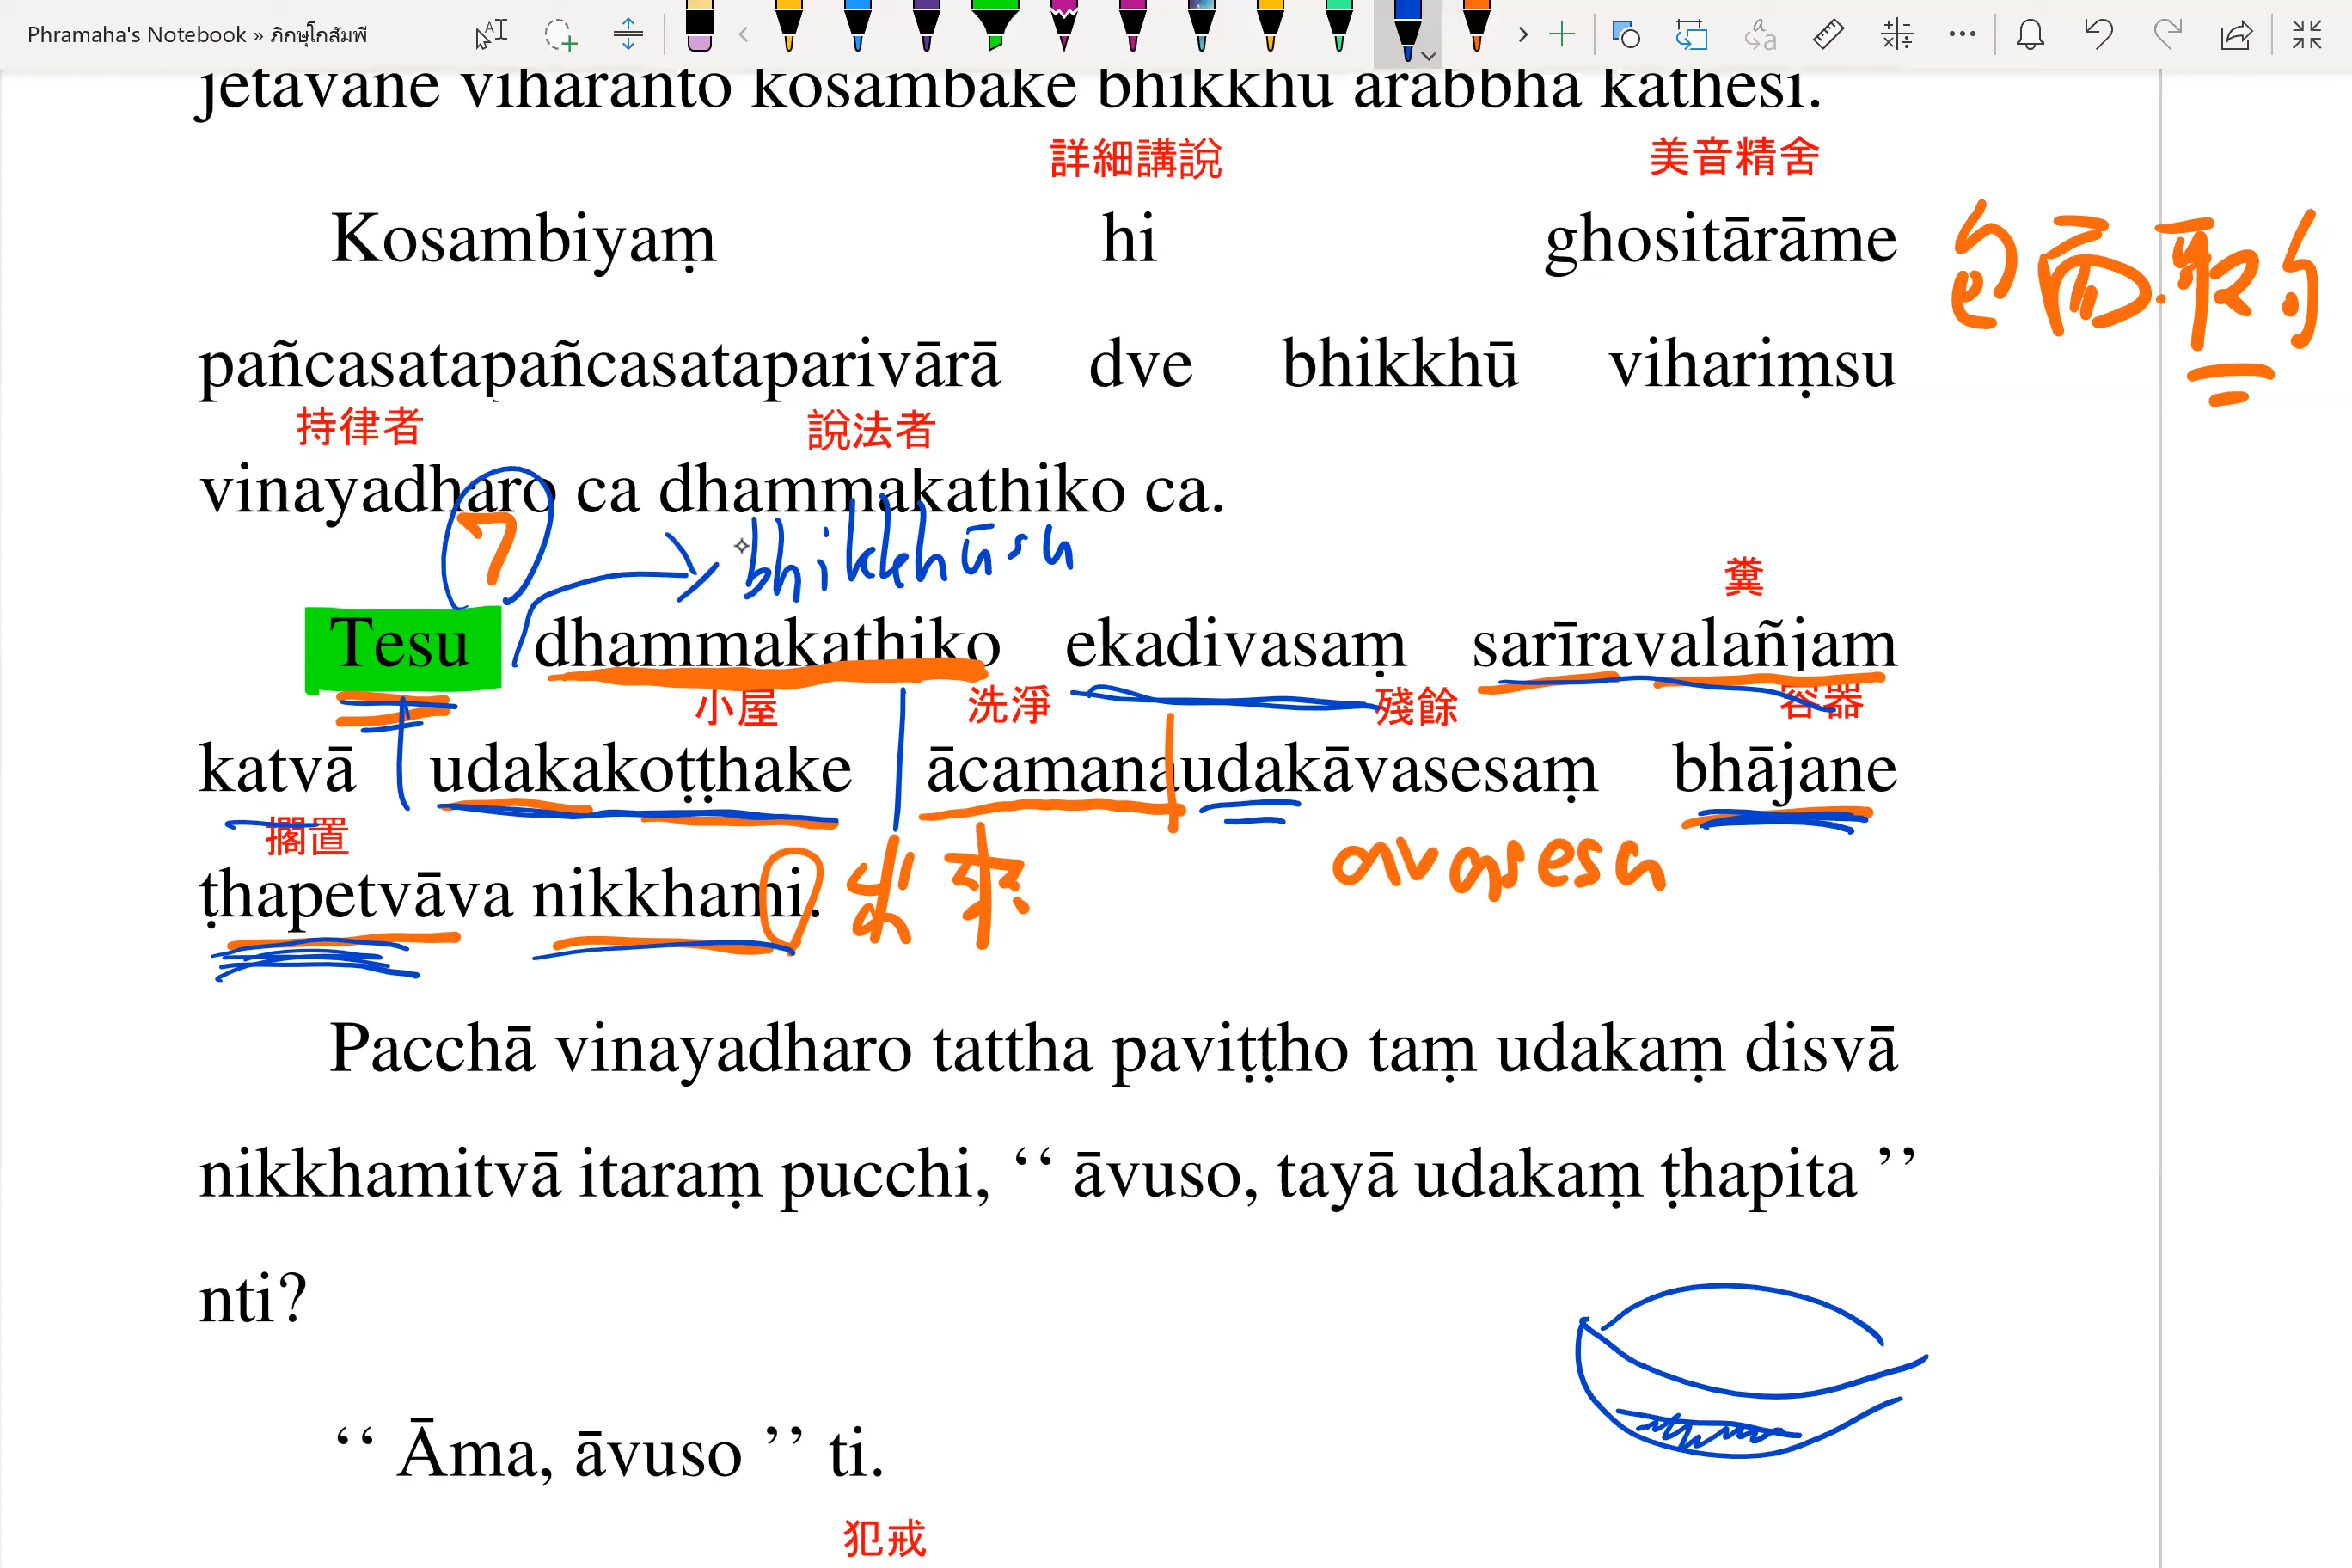 Phramaha's Notebook » ภิกษุโกสัมพี
jetavane viharanto kosambake bhikkhū ārabbha kathesi.
詳細講說 美音精舍
Kosambiyaṃ hi ghositārāme
pañcasatapañcasataparivārā dve bhikkhū vihariṃsu
持律者 說法者
vinayadharo ca dhammakathiko ca.
7 bhikkhūsu
糞
Tesu dhammakathiko ekadivasaṃ sarīravalañjaṃ
小屋 洗淨 殘餘 容器
katvā udakakoṭṭhake ācamanaudakāvasesaṃ bhājane
擱置
ṭhapetvāva nikkhami. 出來 avasesa
Pacchā vinayadharo tattha paviṭṭho taṃ udakaṃ disvā
nikkhamitvā itaraṃ pucchi, ‘‘ āvuso, tayā udakaṃ ṭhapita ’’
nti?
‘‘ Āma, āvuso ’’ ti.
犯戒